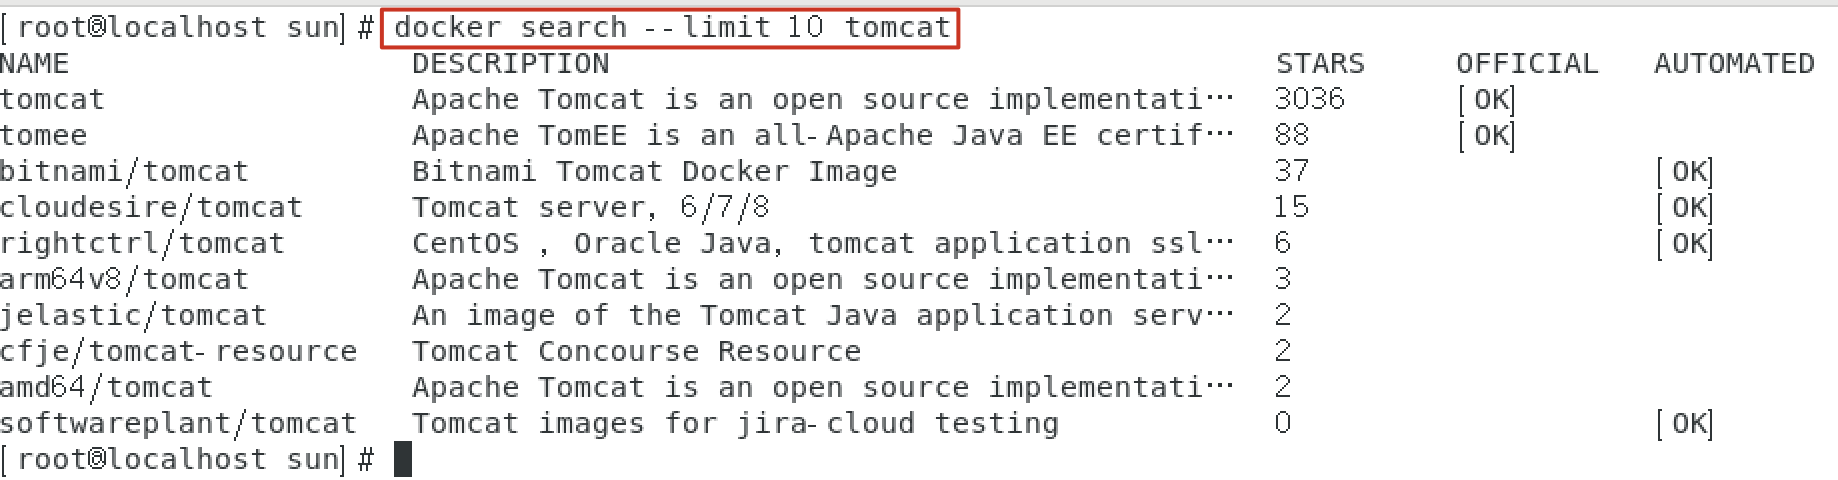 [root@localhost sun]# docker search --limit 10 tomcat
NAME DESCRIPTION STARS OFFICIAL AUTOMATED
tomcat Apache Tomcat is an open source implementati… 3036 [OK]
tomee Apache TomEE is an all-Apache Java EE certif… 88 [OK]
bitnami/tomcat Bitnami Tomcat Docker Image 37 [OK]
cloudesire/tomcat Tomcat server, 6/7/8 15 [OK]
rightctrl/tomcat CentOS , Oracle Java, tomcat application ssl… 6 [OK]
arm64v8/tomcat Apache Tomcat is an open source implementati… 3
jelastic/tomcat An image of the Tomcat Java application serv… 2
cfje/tomcat-resource Tomcat Concourse Resource 2
amd64/tomcat Apache Tomcat is an open source implementati… 2
softwareplant/tomcat Tomcat images for jira-cloud testing 0 [OK]
[root@localhost sun]#